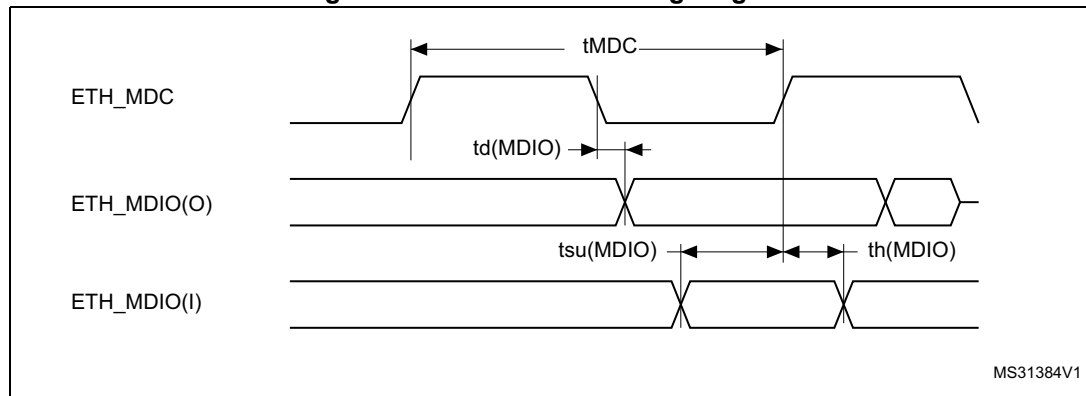 tMDC
ETH_MDC
td(MDIO)
ETH_MDIO(O)
tsu(MDIO)
th(MDIO)
ETH_MDIO(I)
MS31384V1